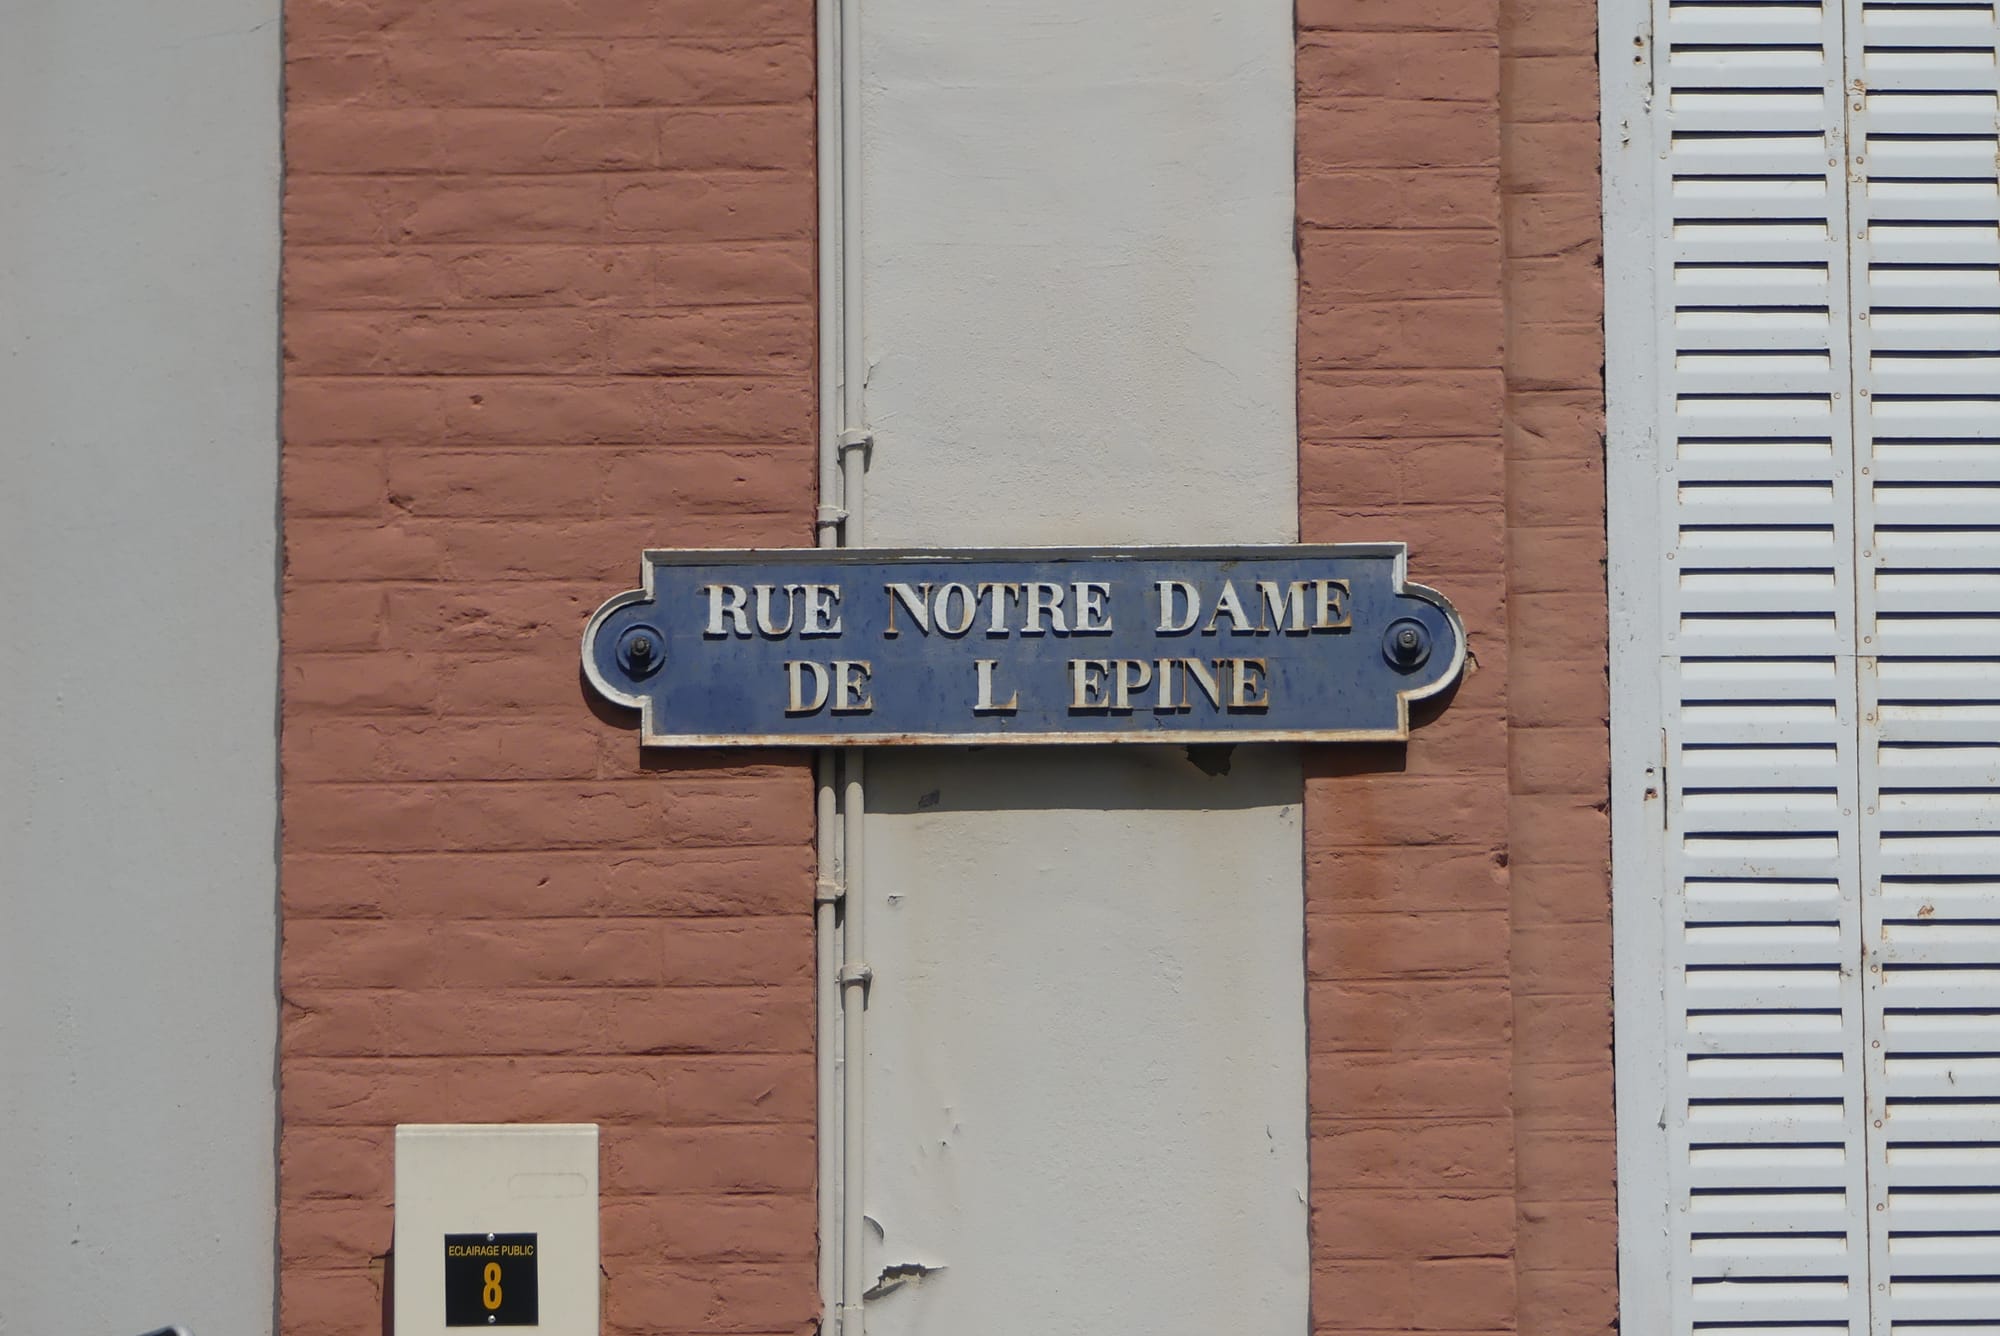 RUE NOTRE DAME
DE L EPINE
ECLAIRAGE PUBLIC
8